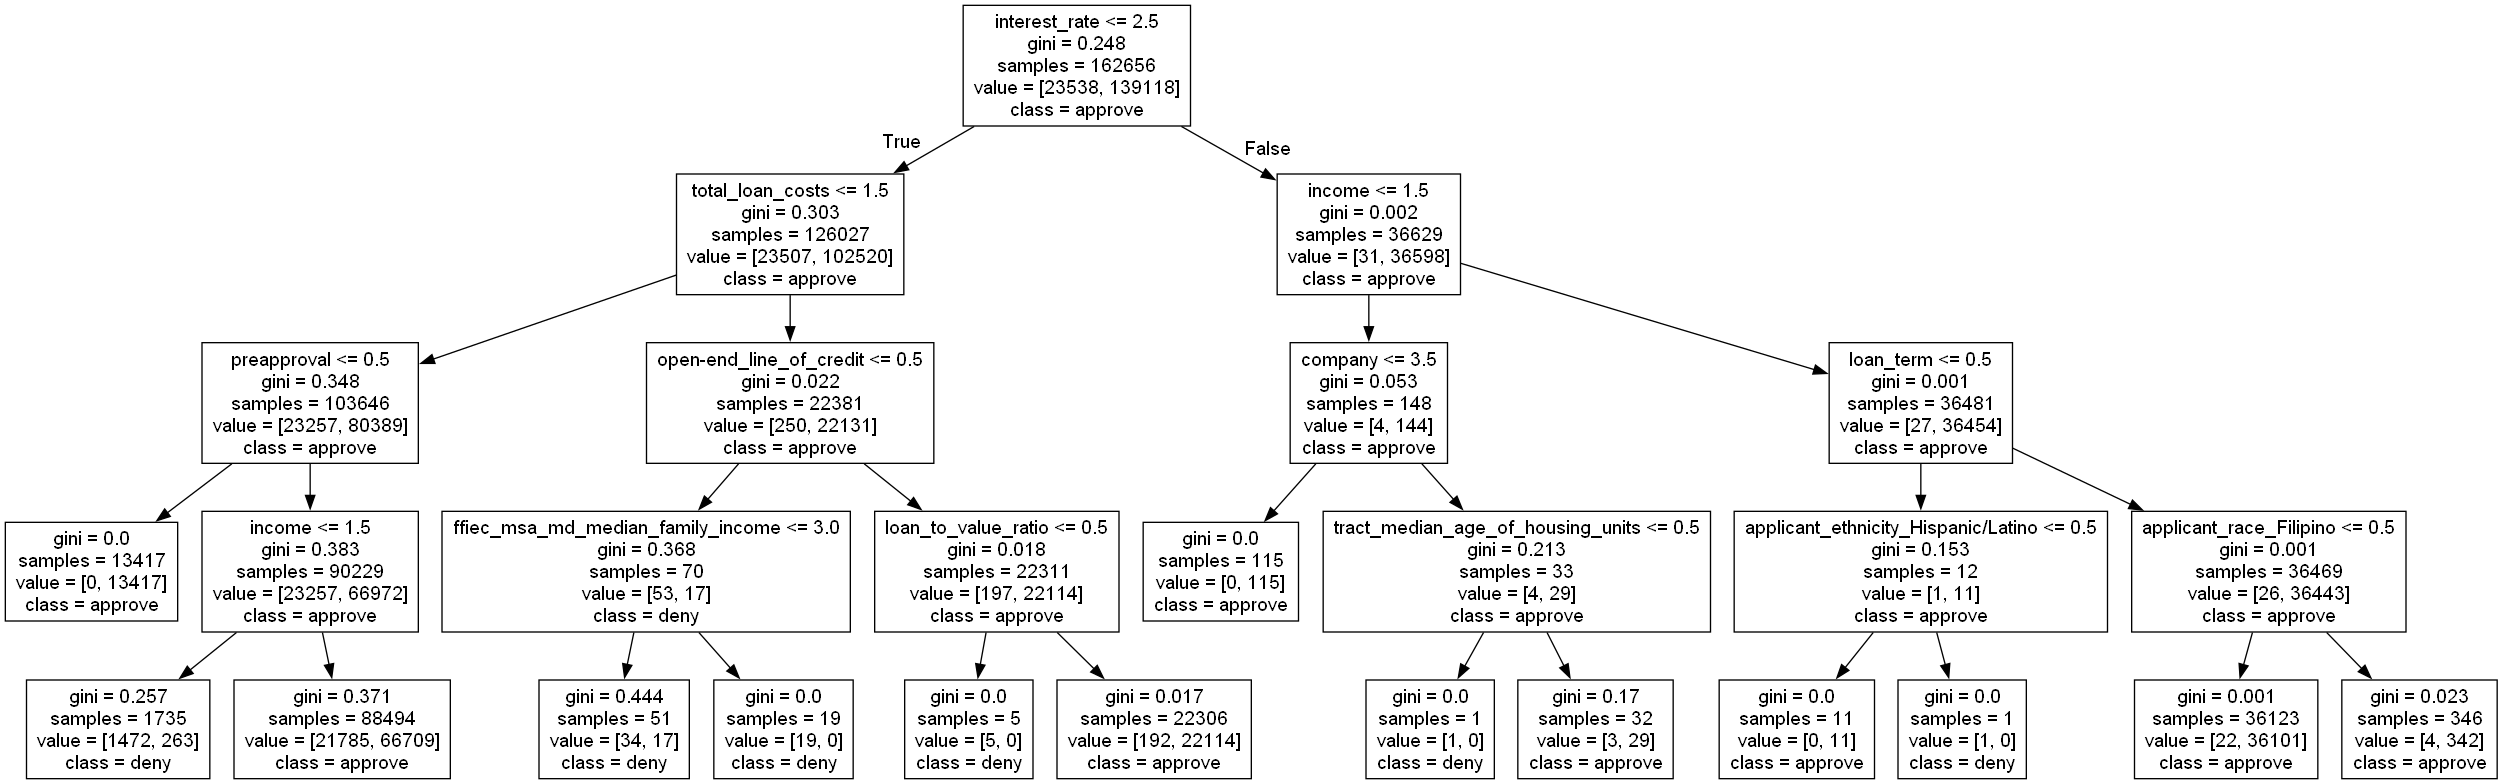 interest_rate <= 2.5
gini = 0.248
samples = 162656
value = [23538, 139118]
class = approve
True
False
total_loan_costs <= 1.5
gini = 0.303
samples = 126027
value = [23507, 102520]
class = approve
income <= 1.5
gini = 0.002
samples = 36629
value = [31, 36598]
class = approve
preapproval <= 0.5
gini = 0.348
samples = 103646
value = [23257, 80389]
class = approve
open-end_line_of_credit <= 0.5
gini = 0.022
samples = 22381
value = [250, 22131]
class = approve
company <= 3.5
gini = 0.053
samples = 148
value = [4, 144]
class = approve
loan_term <= 0.5
gini = 0.001
samples = 36481
value = [27, 36454]
class = approve
gini = 0.0
samples = 13417
value = [0, 13417]
class = approve
income <= 1.5
gini = 0.383
samples = 90229
value = [23257, 66972]
class = approve
ffiec_msa_md_median_family_income <= 3.0
gini = 0.368
samples = 70
value = [53, 17]
class = deny
loan_to_value_ratio <= 0.5
gini = 0.018
samples = 22311
value = [197, 22114]
class = approve
gini = 0.0
samples = 115
value = [0, 115]
class = approve
tract_median_age_of_housing_units <= 0.5
gini = 0.213
samples = 33
value = [4, 29]
class = approve
applicant_ethnicity_Hispanic/Latino <= 0.5
gini = 0.153
samples = 12
value = [1, 11]
class = approve
applicant_race_Filipino <= 0.5
gini = 0.001
samples = 36469
value = [26, 36443]
class = approve
gini = 0.257
samples = 1735
value = [1472, 263]
class = deny
gini = 0.371
samples = 88494
value = [21785, 66709]
class = approve
gini = 0.444
samples = 51
value = [34, 17]
class = deny
gini = 0.0
samples = 19
value = [19, 0]
class = deny
gini = 0.0
samples = 5
value = [5, 0]
class = deny
gini = 0.017
samples = 22306
value = [192, 22114]
class = approve
gini = 0.0
samples = 1
value = [1, 0]
class = deny
gini = 0.17
samples = 32
value = [3, 29]
class = approve
gini = 0.0
samples = 11
value = [0, 11]
class = approve
gini = 0.0
samples = 1
value = [1, 0]
class = deny
gini = 0.001
samples = 36123
value = [22, 36101]
class = approve
gini = 0.023
samples = 346
value = [4, 342]
class = approve